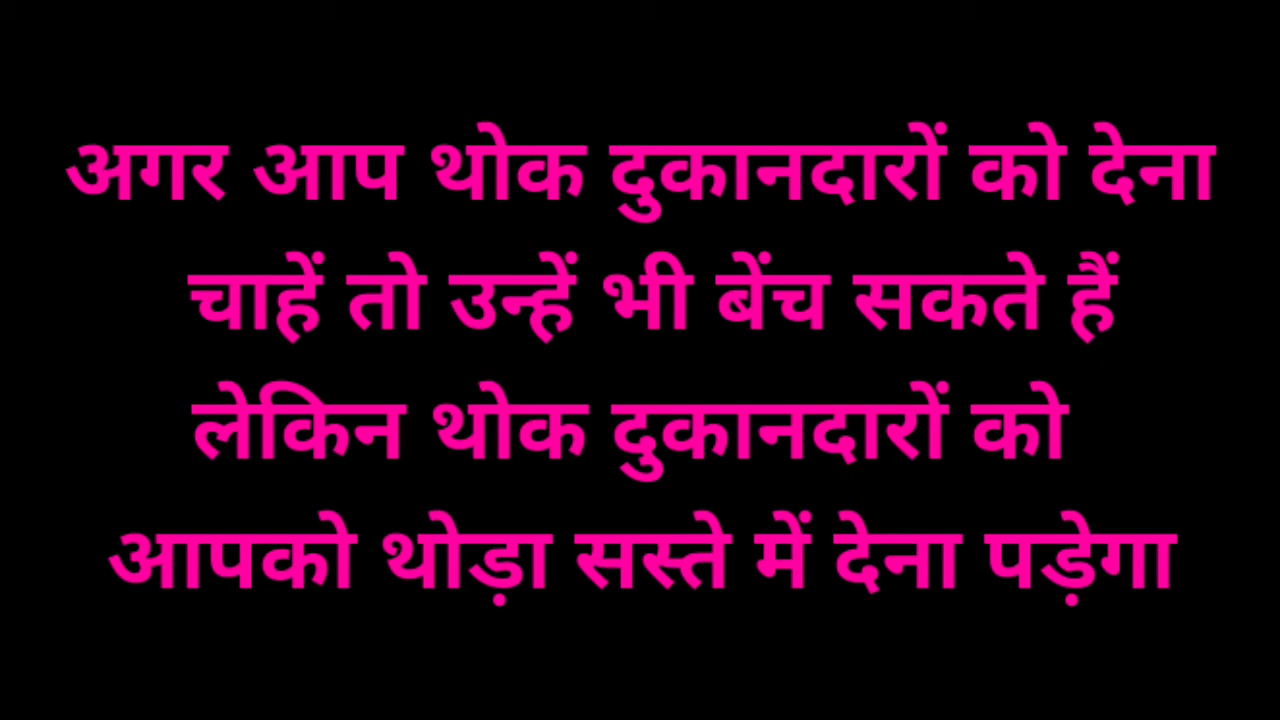 अगर आप थोक दुकानदारों को देना
चाहें तो उन्हें भी बेंच सकते हैं
लेकिन थोक दुकानदारों को
आपको थोड़ा सस्ते में देना पड़ेगा